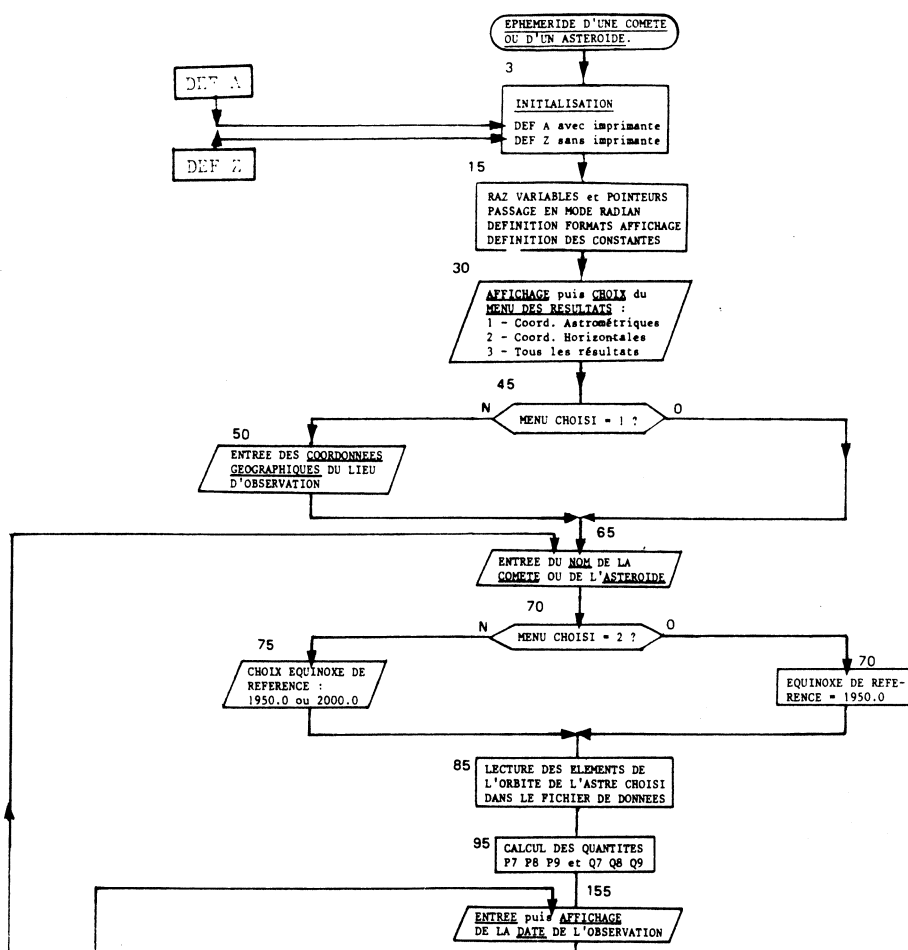 EPHEMERIDE D'UNE COMETE
OU D'UN ASTEROIDE.
3
DEF A
INITIALISATION
DEF A avec imprimante
DEF Z sans imprimante
DEF Z
15
RAZ VARIABLES et POINTEURS
PASSAGE EN MODE RADIAN
DEFINITION FORMATS AFFICHAGE
DEFINITION DES CONSTANTES
30
AFFICHAGE puis CHOIX du
MENU DES RESULTATS :
1 - Coord. Astrométriques
2 - Coord. Horizontales
3 - Tous les résultats
45
N
MENU CHOISI = 1 ?
O
50
ENTREE DES COORDONNEES
GEOGRAPHIQUES DU LIEU
D'OBSERVATION
65
ENTREE DU NOM DE LA
COMETE OU DE L'ASTEROIDE
70
N
MENU CHOISI = 2 ?
O
75
CHOIX EQUINOXE DE
REFERENCE :
1950.0 ou 2000.0
70
EQUINOXE DE REFE-
RENCE = 1950.0
85
LECTURE DES ELEMENTS DE
L'ORBITE DE L'ASTRE CHOISI
DANS LE FICHIER DE DONNEES
95
CALCUL DES QUANTITES
P7 P8 P9 et Q7 Q8 Q9
155
ENTREE puis AFFICHAGE
DE LA DATE DE L'OBSERVATION